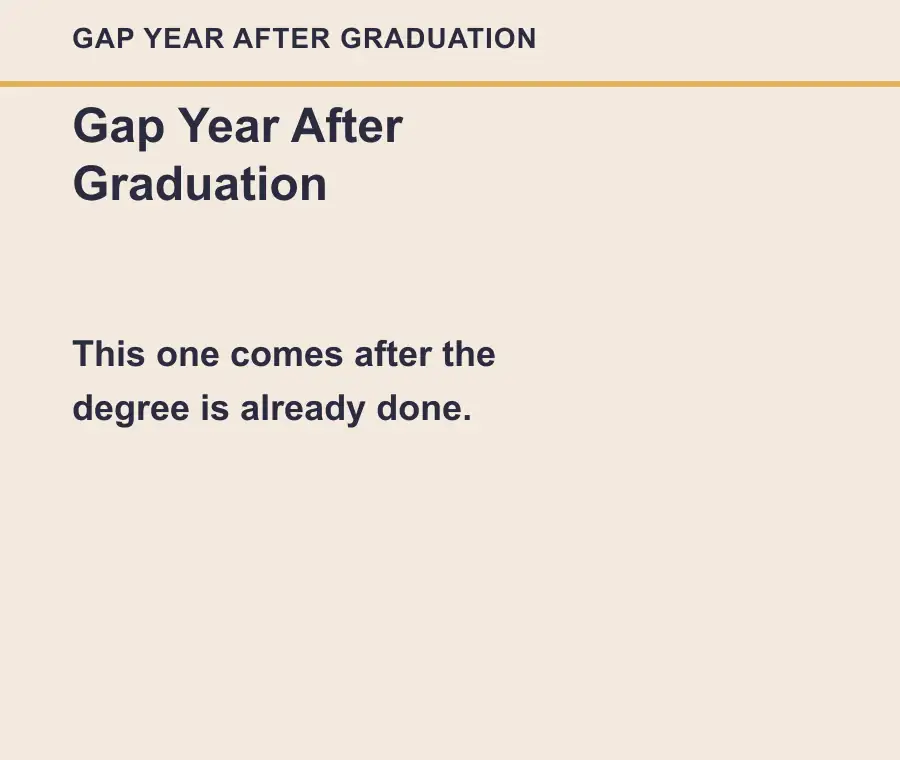 GAP YEAR AFTER GRADUATION
Gap Year After
Graduation
This one comes after the
degree is already done.